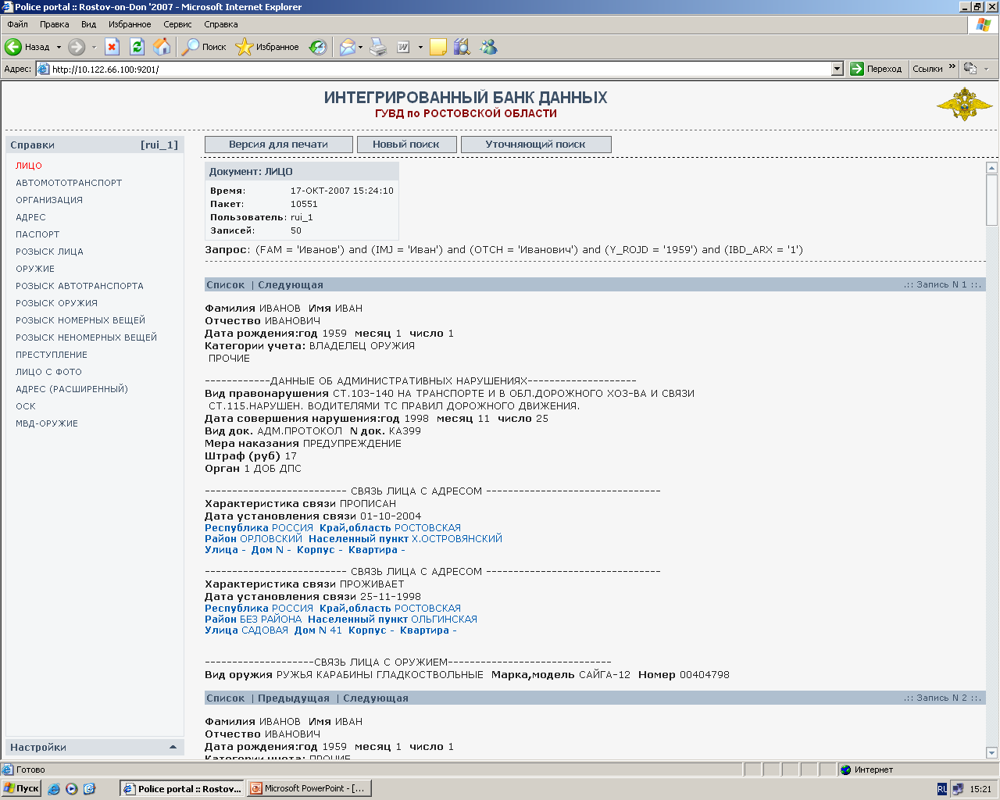 Police portal :: Rostov-on-Don '2007 - Microsoft Internet Explorer
Файл Правка Вид Избранное Сервис Справка
Назад Поиск Избранное
Адрес: http://10.122.66.100:9201/ Переход Ссылки »
ИНТЕГРИРОВАННЫЙ БАНК ДАННЫХ
ГУВД по РОСТОВСКОЙ ОБЛАСТИ
Справки [rui_1]
ЛИЦО
АВТОМОТОТРАНСПОРТ
ОРГАНИЗАЦИЯ
АДРЕС
ПАСПОРТ
РОЗЫСК ЛИЦА
ОРУЖИЕ
РОЗЫСК АВТОТРАНСПОРТА
РОЗЫСК ОРУЖИЯ
РОЗЫСК НОМЕРНЫХ ВЕЩЕЙ
РОЗЫСК НЕНОМЕРНЫХ ВЕЩЕЙ
ПРЕСТУПЛЕНИЕ
ЛИЦО С ФОТО
АДРЕС (РАСШИРЕННЫЙ)
ОСК
МВД-ОРУЖИЕ
Настройки
Версия для печати Новый поиск Уточняющий поиск
Документ: ЛИЦО
Время: 17-ОКТ-2007 15:24:10
Пакет: 10551
Пользователь: rui_1
Записей: 50
Запрос: (FAM = 'Иванов') and (IMJ = 'Иван') and (OTCH = 'Иванович') and (Y_ROJD = '1959') and (IBD_ARX = '1')
Список | Следующая .:: Запись N 1 ::.
Фамилия ИВАНОВ Имя ИВАН
Отчество ИВАНОВИЧ
Дата рождения:год 1959 месяц 1 число 1
Категории учета: ВЛАДЕЛЕЦ ОРУЖИЯ
ПРОЧИЕ
------------ДАННЫЕ ОБ АДМИНИСТРАТИВНЫХ НАРУШЕНИЯХ--------------------
Вид правонарушения СТ.103-140 НА ТРАНСПОРТЕ И В ОБЛ.ДОРОЖНОГО ХОЗ-ВА И СВЯЗИ
СТ.115.НАРУШЕН. ВОДИТЕЛЯМИ ТС ПРАВИЛ ДОРОЖНОГО ДВИЖЕНИЯ.
Дата совершения нарушения:год 1998 месяц 11 число 25
Вид док. АДМ.ПРОТОКОЛ N док. КА399
Мера наказания ПРЕДУПРЕЖДЕНИЕ
Штраф (руб) 17
Орган 1 ДОБ ДПС
-------------------------- СВЯЗЬ ЛИЦА С АДРЕСОМ --------------------------------
Характеристика связи ПРОПИСАН
Дата установления связи 01-10-2004
Республика РОССИЯ Край,область РОСТОВСКАЯ
Район ОРЛОВСКИЙ Населенный пункт Х.ОСТРОВЯНСКИЙ
Улица - Дом N - Корпус - Квартира -
-------------------------- СВЯЗЬ ЛИЦА С АДРЕСОМ --------------------------------
Характеристика связи ПРОЖИВАЕТ
Дата установления связи 25-11-1998
Республика РОССИЯ Край,область РОСТОВСКАЯ
Район БЕЗ РАЙОНА Населенный пункт ОЛЬГИНСКАЯ
Улица САДОВАЯ Дом N 41 Корпус - Квартира -
--------------------СВЯЗЬ ЛИЦА С ОРУЖИЕМ------------------------------
Вид оружия РУЖЬЯ КАРАБИНЫ ГЛАДКОСТВОЛЬНЫЕ Марка,модель САЙГА-12 Номер 00404798
Список | Предыдущая | Следующая .:: Запись N 2 ::.
Фамилия ИВАНОВ Имя ИВАН
Отчество ИВАНОВИЧ
Дата рождения:год 1959 месяц 1 число 1
Категории учета: ПРОЧИЕ
Готово Интернет
Пуск Police portal :: Rostov... Microsoft PowerPoint - [... RU 15:21